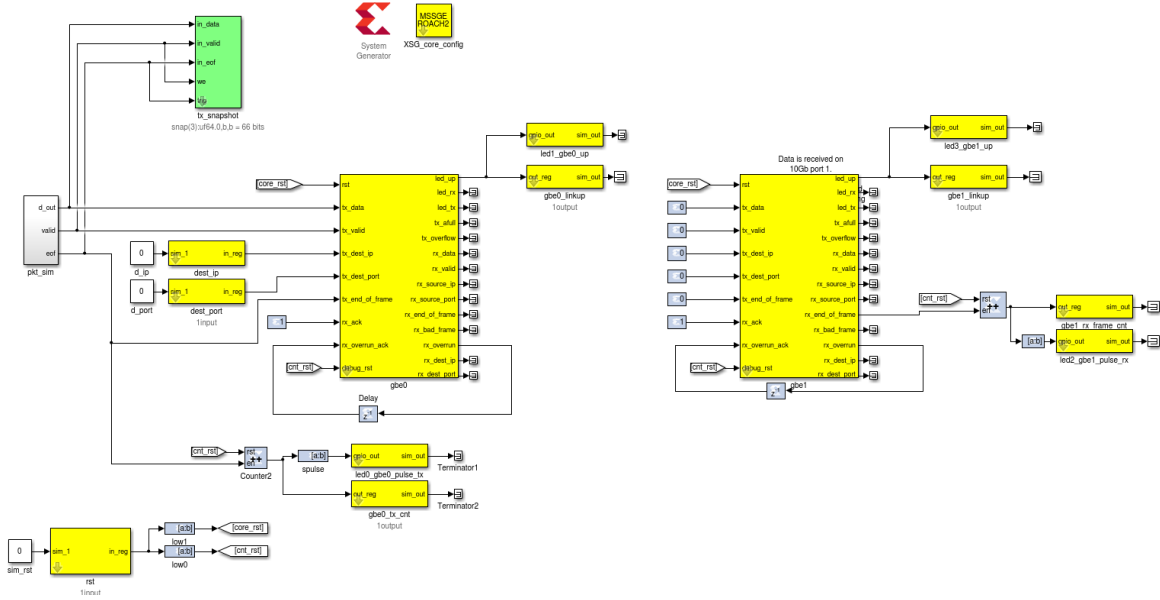 System
Generator
MSSGE
ROACH2
XSG_core_config
in_data
in_valid
in_eof
we
tx_snapshot
snap(3):uf64.0,b,b = 66 bits
d_out
valid
eof
pkt_sim
0
d_ip
sim_1
in_reg
dest_ip
0
d_port
sim_1
in_reg
dest_port
1input
[core_rst]
1
[cnt_rst]
rst
tx_data
tx_valid
tx_dest_ip
tx_dest_port
tx_end_of_frame
rx_ack
rx_overrun_ack
debug_rst
led_up
led_rx
led_tx
tx_afull
tx_overflow
rx_data
rx_valid
rx_source_ip
rx_source_port
rx_end_of_frame
rx_bad_frame
rx_overrun
rx_dest_ip
rx_dest_port
gbe0
Delay
gpio_out
sim_out
led1_gbe0_up
out_reg
sim_out
gbe0_linkup
1output
Data is received on
10Gb port 1.
[core_rst]
0
0
0
0
0
1
[cnt_rst]
rst
tx_data
tx_valid
tx_dest_ip
tx_dest_port
tx_end_of_frame
rx_ack
rx_overrun_ack
debug_rst
led_up
led_rx
led_tx
tx_afull
tx_overflow
rx_data
rx_valid
rx_source_ip
rx_source_port
rx_end_of_frame
rx_bad_frame
rx_overrun
rx_dest_ip
rx_dest_port
gbe1
gpio_out
sim_out
led3_gbe1_up
out_reg
sim_out
gbe1_linkup
1output
[cnt_rst]
rst
en
++
out_reg
sim_out
gbe1_rx_frame_cnt
[a:b]
gpio_out
sim_out
led2_gbe1_pulse_rx
[cnt_rst]
rst
en
++
Counter2
[a:b]
spulse
gpio_out
sim_out
led0_gbe0_pulse_tx
Terminator1
out_reg
sim_out
gbe0_tx_cnt
1output
Terminator2
0
sim_rst
sim_1
in_reg
rst
1input
[a:b]
low1
[core_rst]
[a:b]
low0
[cnt_rst]